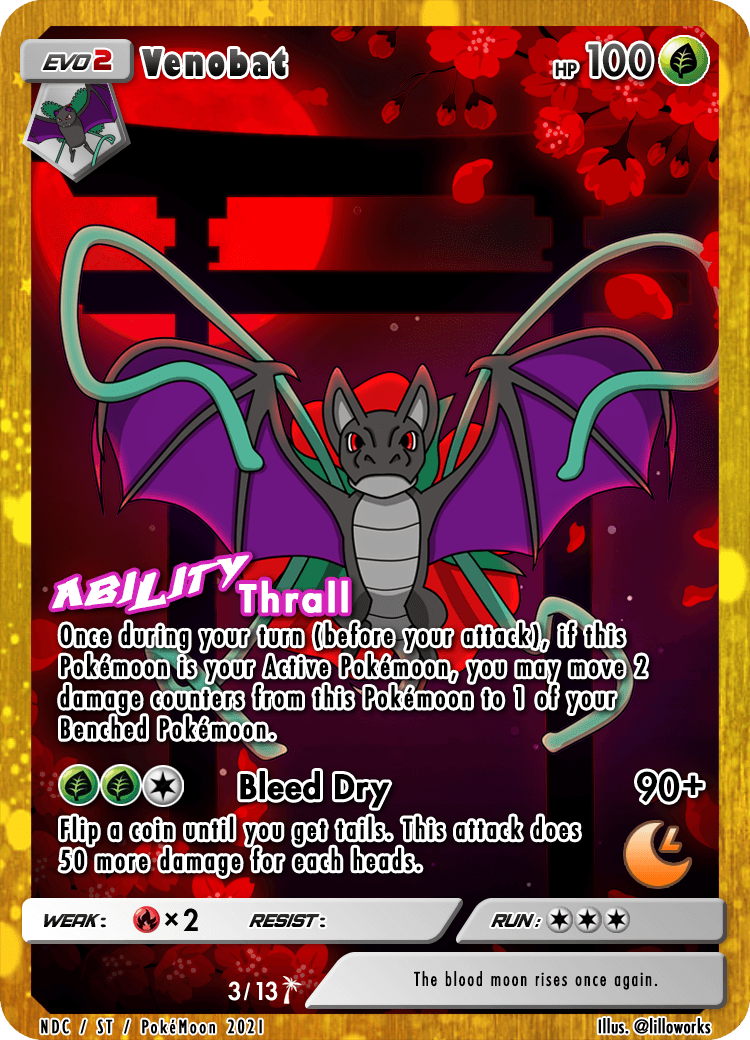 EVO2 Venobat HP 100
ABILITY Thrall
Once during your turn (before your attack), if this
Pokémoon is your Active Pokémoon, you may move 2
damage counters from this Pokémoon to 1 of your
Benched Pokémoon.
Bleed Dry 90+
Flip a coin until you get tails. This attack does
50 more damage for each heads.
WEAK: ×2 RESIST: RUN:
3/13
The blood moon rises once again.
NDC / ST / PokéMoon 2021 Illus. @lilloworks